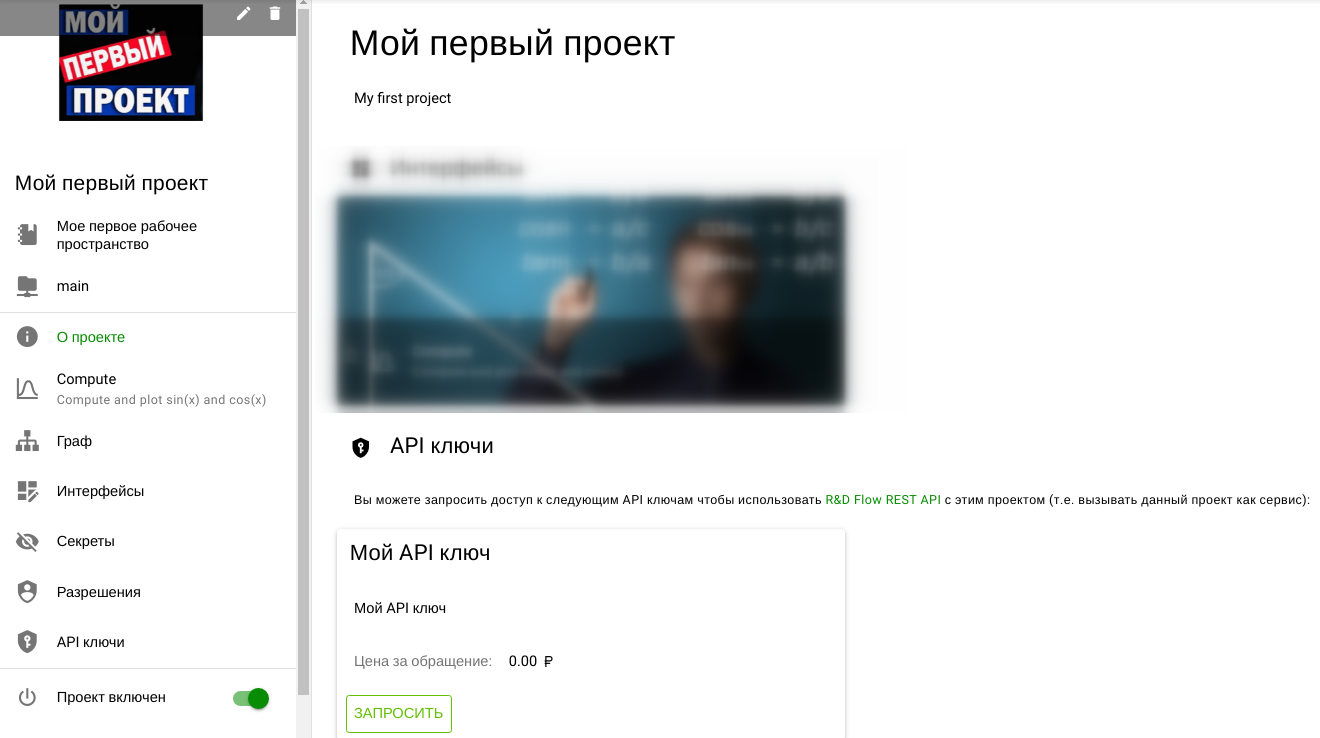 МОЙ
ПЕРВЫЙ
ПРОЕКТ
Мой первый проект
Мое первое рабочее
пространство
main
О проекте
Compute
Compute and plot sin(x) and cos(x)
Граф
Интерфейсы
Секреты
Разрешения
API ключи
Проект включен
Мой первый проект
My first project
Интерфейсы
API ключи
Вы можете запросить доступ к следующим API ключам чтобы использовать R&D Flow REST API с этим проектом (т.е. вызывать данный проект как сервис):
Мой API ключ
Мой API ключ
Цена за обращение: 0.00 ₽
ЗАПРОСИТЬ